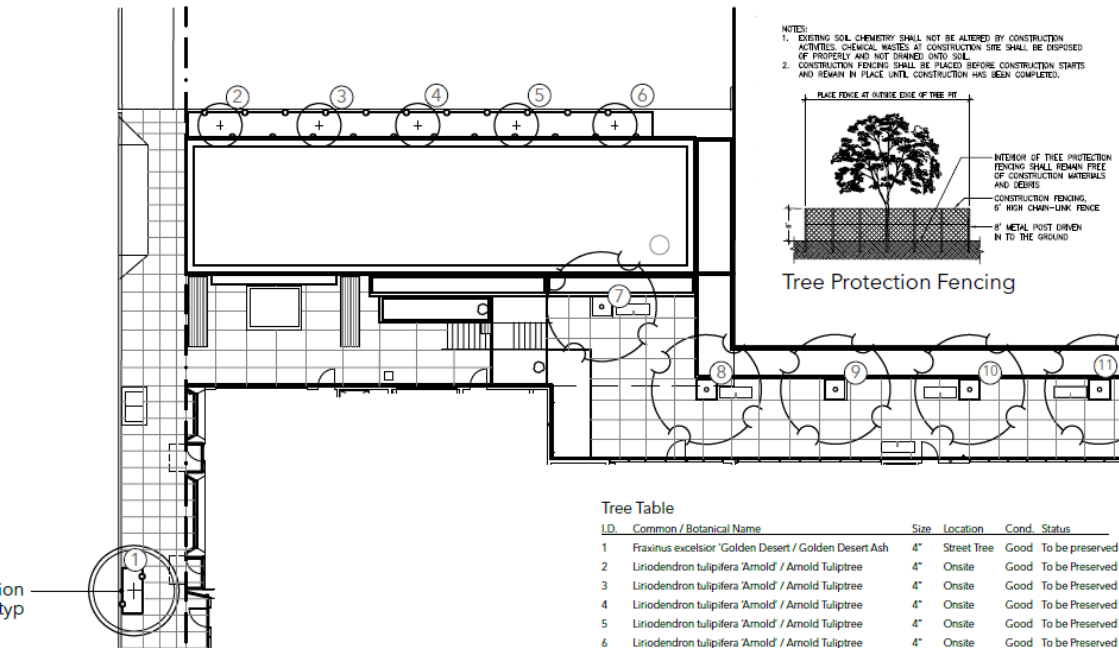 NOTES:
1. EXISTING SOIL CHEMISTRY SHALL NOT BE ALTERED BY CONSTRUCTION
ACTIVITIES. CHEMICAL WASTES AT CONSTRUCTION SITE SHALL BE DISPOSED
OF PROPERLY AND NOT DRAINED ONTO SOIL.
2. CONSTRUCTION FENCING SHALL BE PLACED BEFORE CONSTRUCTION STARTS
AND REMAIN IN PLACE UNTIL CONSTRUCTION HAS BEEN COMPLETED.
PLACE FENCE AT OUTSIDE EDGE OF TREE PIT
INTERIOR OF TREE PROTECTION
FENCING SHALL REMAIN FREE
OF CONSTRUCTION MATERIALS
AND DEBRIS
CONSTRUCTION FENCING,
6' HIGH CHAIN-LINK FENCE
8' METAL POST DRIVEN
IN TO THE GROUND
6'
Tree Protection Fencing
2 3 4 5 6
7
8 9 10 11
1
ion
typ
Tree Table
I.D. Common / Botanical Name Size Location Cond. Status
1 Fraxinus excelsior 'Golden Desert / Golden Desert Ash 4" Street Tree Good To be preserved
2 Liriodendron tulipifera 'Arnold' / Arnold Tuliptree 4" Onsite Good To be Preserved
3 Liriodendron tulipifera 'Arnold' / Arnold Tuliptree 4" Onsite Good To be Preserved
4 Liriodendron tulipifera 'Arnold' / Arnold Tuliptree 4" Onsite Good To be Preserved
5 Liriodendron tulipifera 'Arnold' / Arnold Tuliptree 4" Onsite Good To be Preserved
6 Liriodendron tulipifera 'Arnold' / Arnold Tuliptree 4" Onsite Good To be Preserved